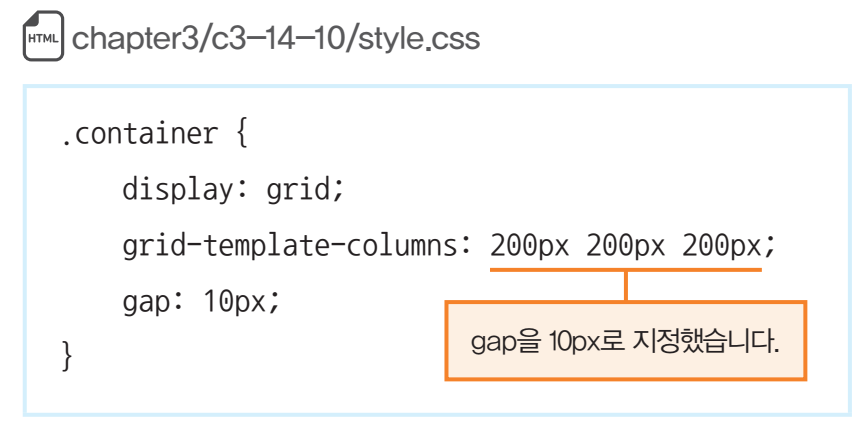 HTML chapter3/c3-14-10/style.css
.container {
display: grid;
grid-template-columns: 200px 200px 200px;
gap: 10px;
gap을 10px로 지정했습니다.
}